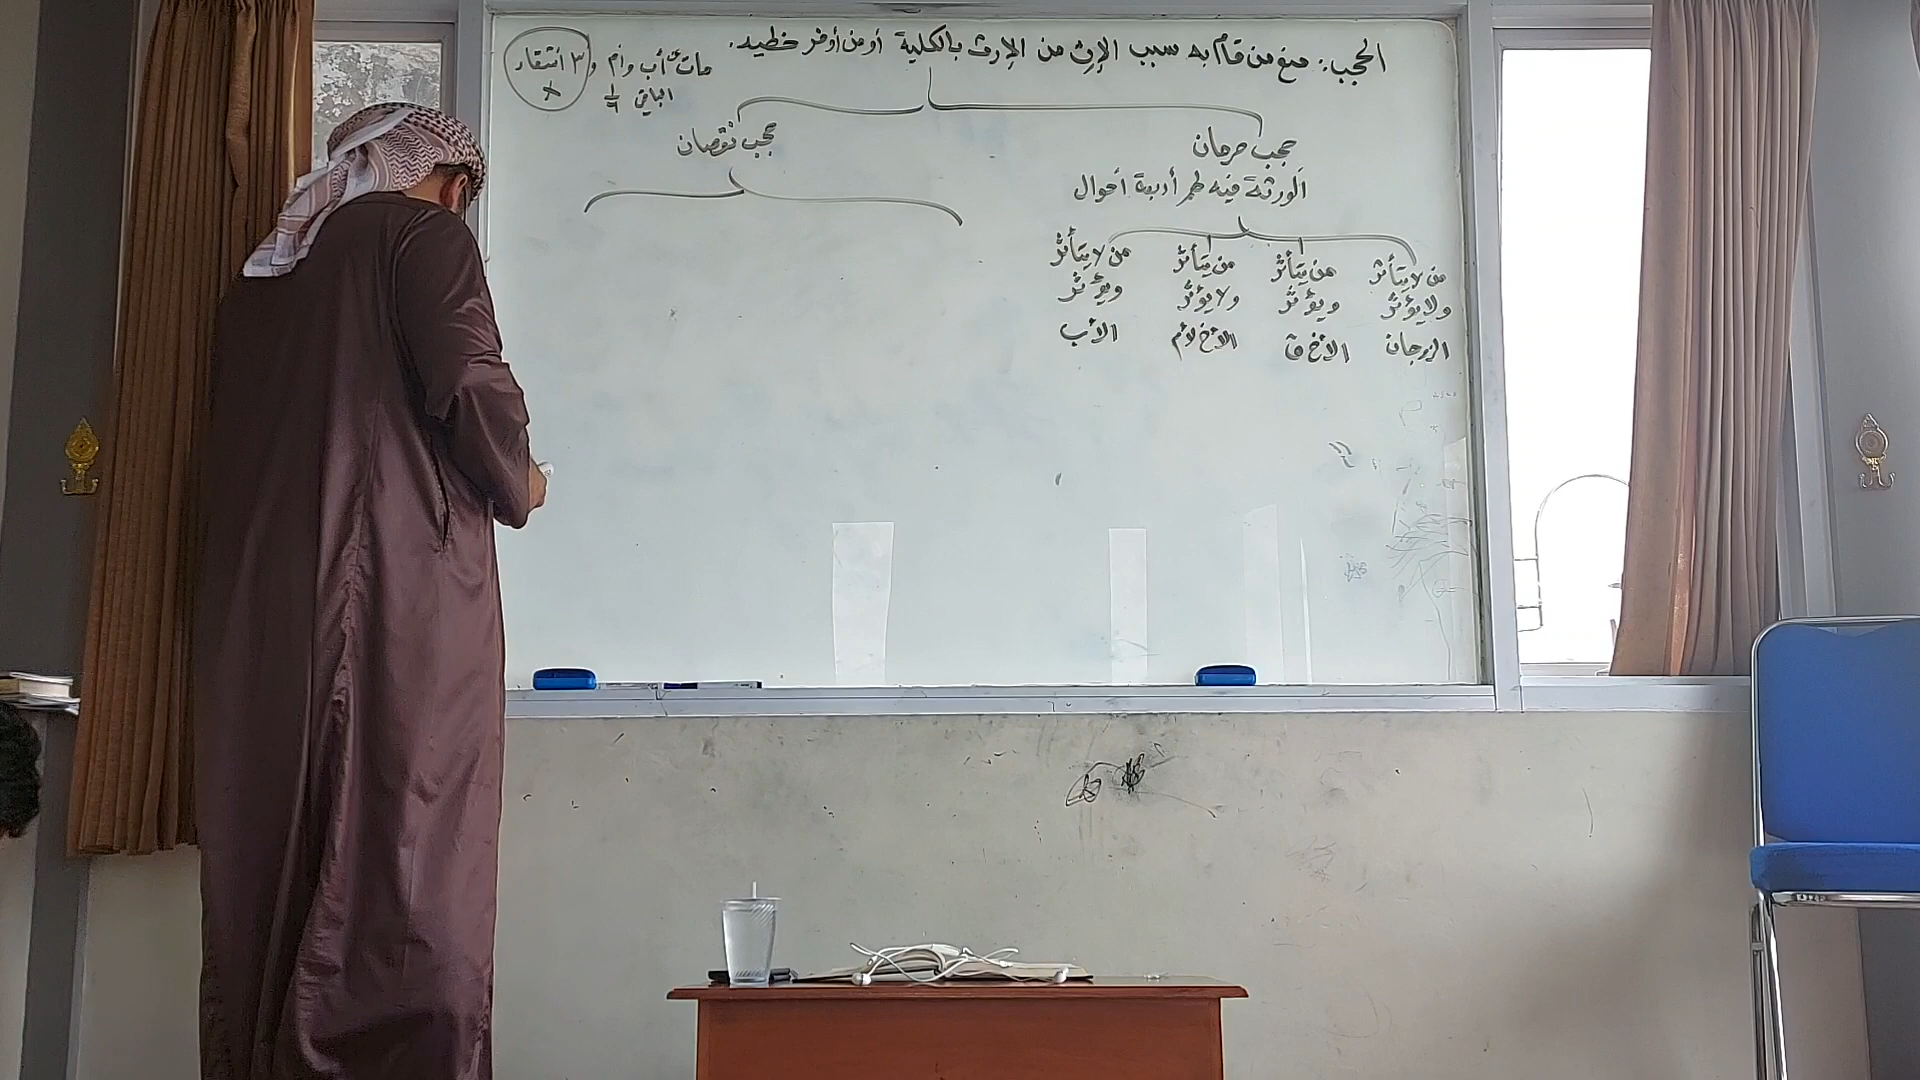 الحجب: منع من قام به سبب الإرث من الإرث بالكلية أو من أوفر حظيه.
مات عن أب وأم و ٣ أشقاء
الباقي ١/٦ X
حجب حرمان
حجب نقصان
الورثة فيه لهم أربعة أحوال
من لا يتأثر ولا يؤثر
الزوجان
من يتأثر ويؤثر
الأخ ق
من يتأثر ولا يؤثر
الأخ لأم
من لا يتأثر ويؤثر
الأب